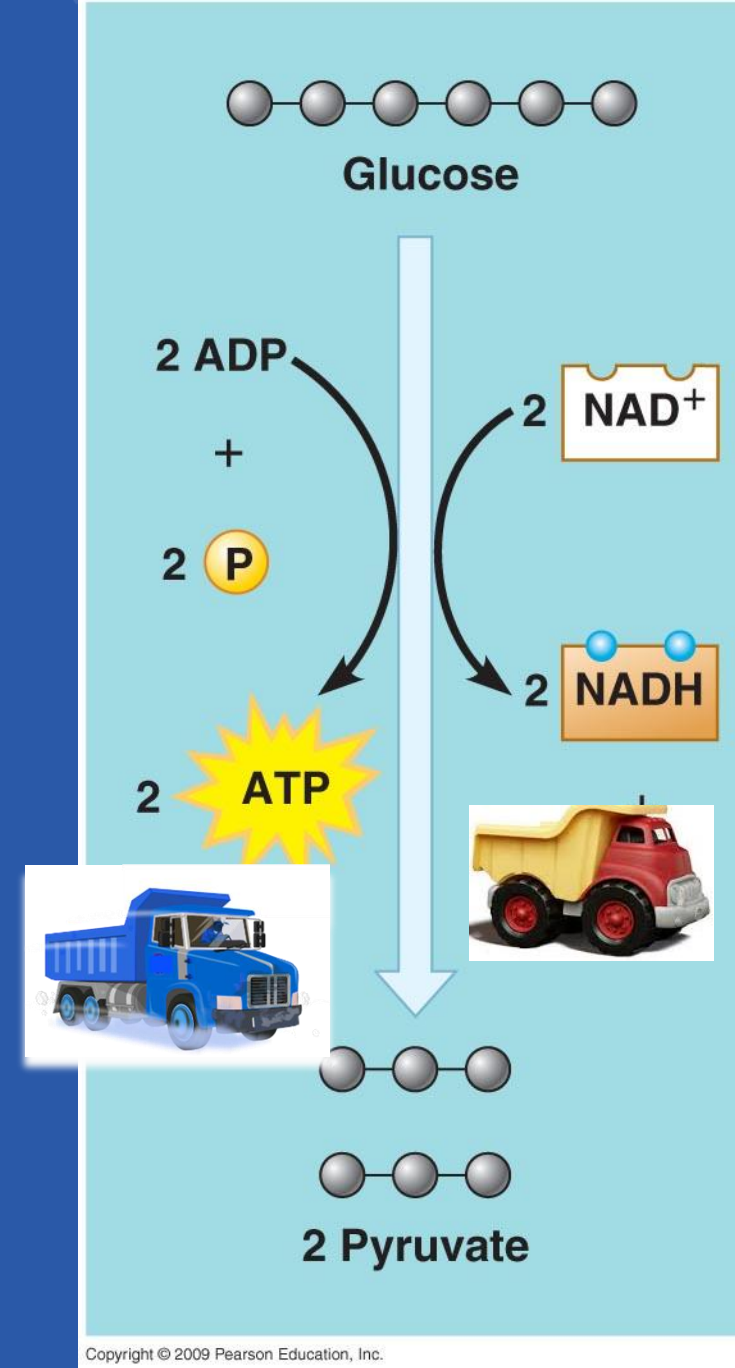 Glucose
2 ADP
+
2 P
2 NAD+
2 NADH
2 ATP
2 Pyruvate
Copyright © 2009 Pearson Education, Inc.